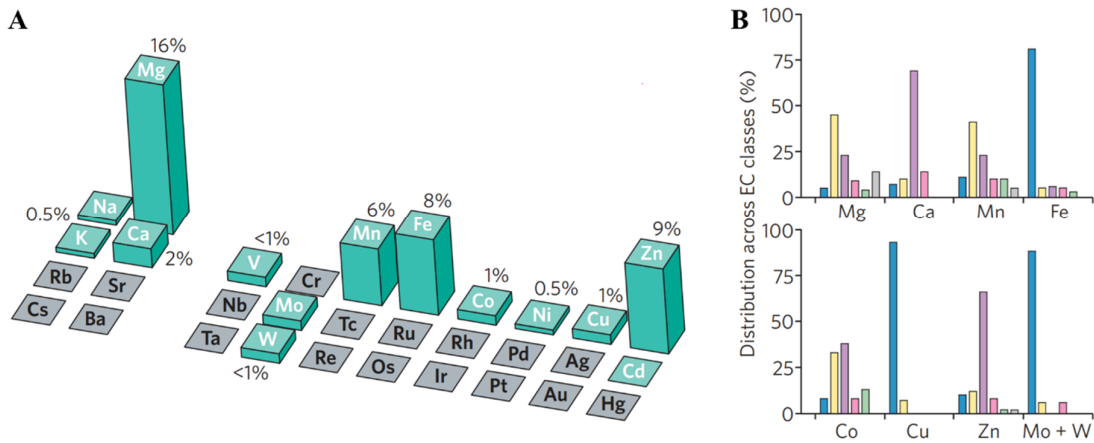 A
16%
Mg
Na
0.5%
K
Ca
2%
Rb
Sr
Cs
Ba
<1%
V
Cr
Nb
Mo
Ta
W
<1%
6%
Mn
8%
Fe
Tc
Ru
Re
Os
1%
Co
0.5%
Ni
1%
Cu
9%
Zn
Rh
Pd
Ag
Cd
Ir
Pt
Au
Hg
B
Distribution across EC classes (%)
100
75
50
25
0
Mg Ca Mn Fe
75
50
25
0
Co Cu Zn Mo + W